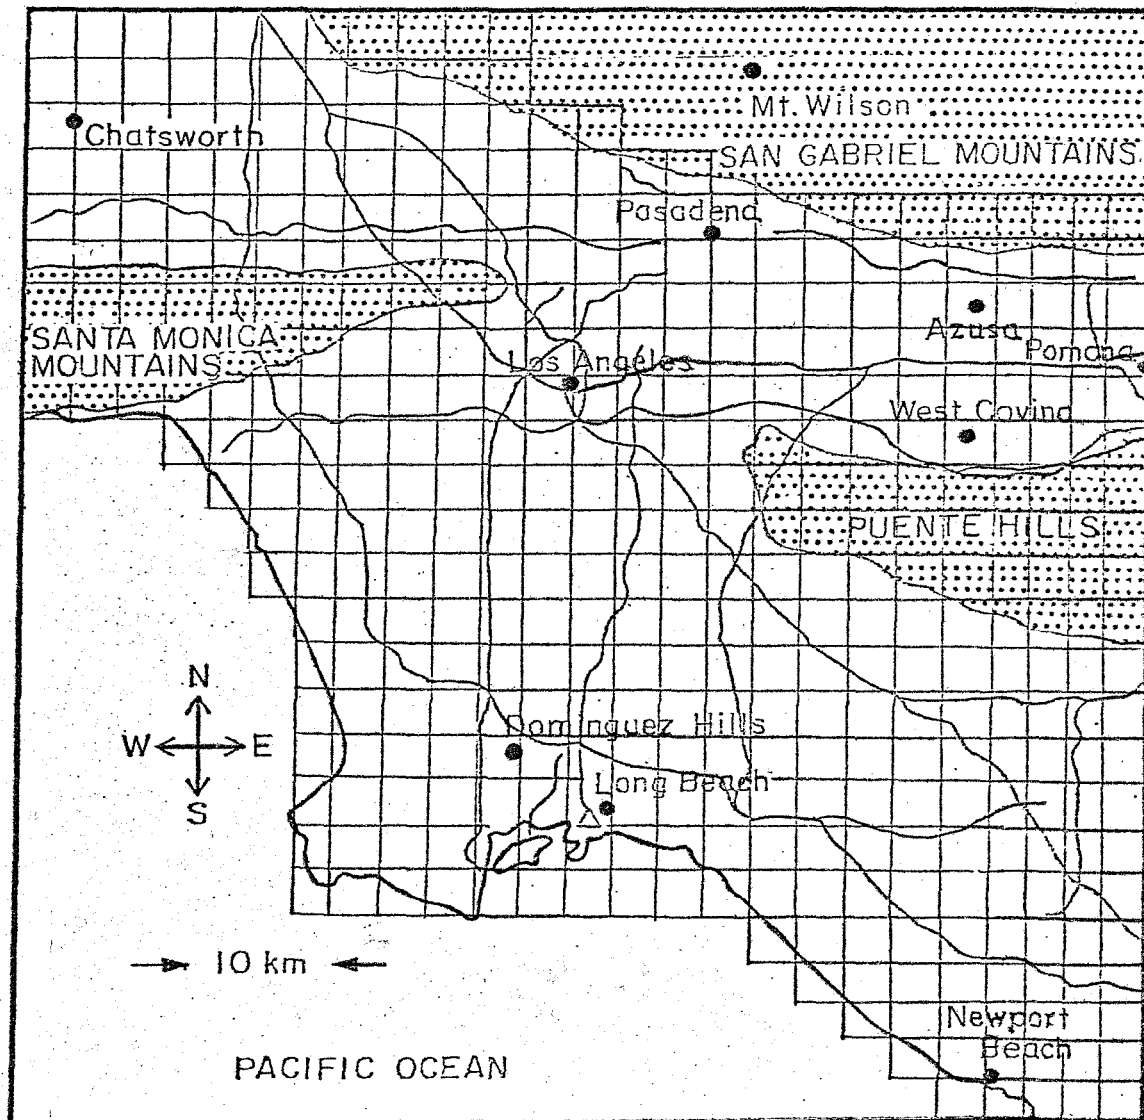 Mt. Wilson
Chatsworth
SAN GABRIEL MOUNTAINS
Pasadena
SANTA MONICA
MOUNTAINS
Azusa
Pomona
Los Angeles
West Covina
PUENTE HILLS
N
W E
S
Dominguez Hills
Long Beach
10 km
Newport
Beach
PACIFIC OCEAN